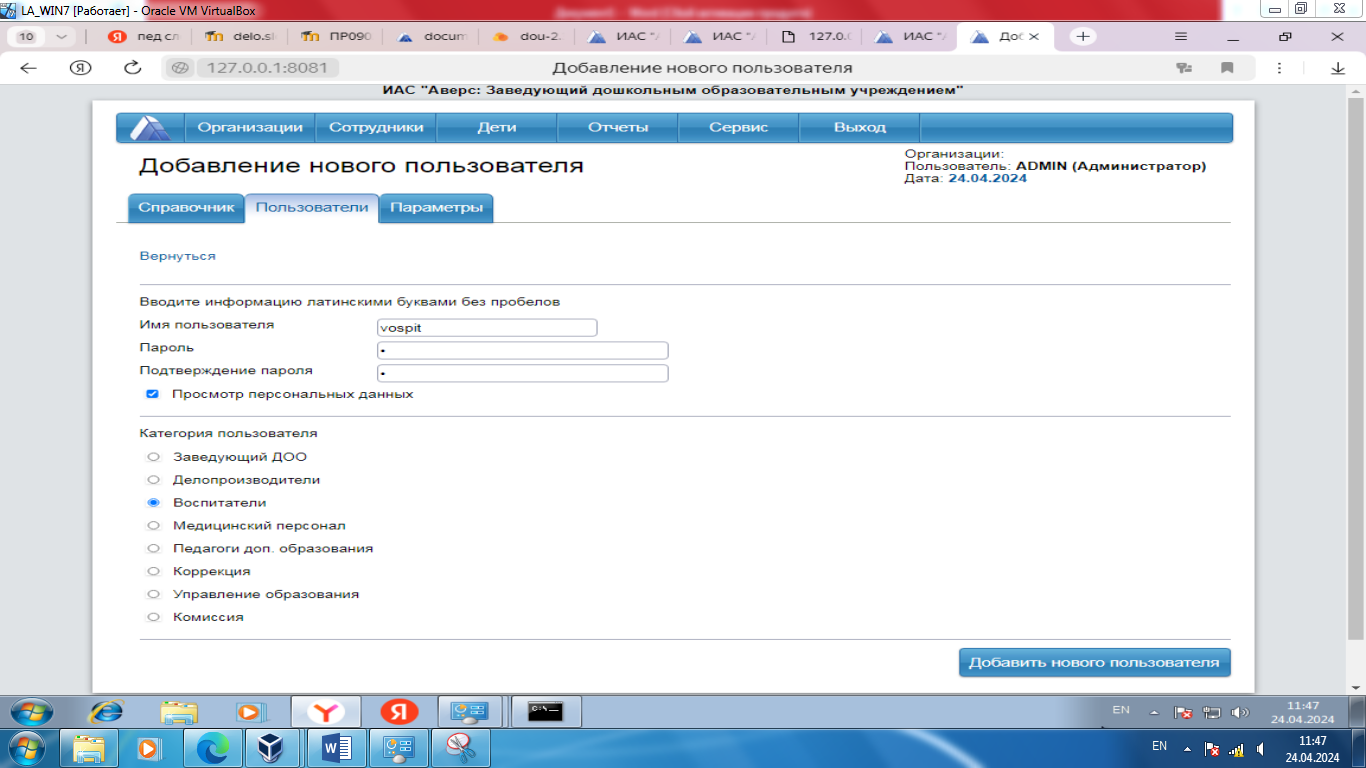 LA_WIN7 [Работает] - Oracle VM VirtualBox
10 пед сл delo.sl ПР090 docum dou-2. ИАС "А ИАС "А 127.0.0 ИАС "А Доб
127.0.0.1:8081 Добавление нового пользователя
ИАС "Аверс: Заведующий дошкольным образовательным учреждением"
Организации Сотрудники Дети Отчеты Сервис Выход
Добавление нового пользователя
Организации:
Пользователь: ADMIN (Администратор)
Дата: 24.04.2024
Справочник Пользователи Параметры
Вернуться
Вводите информацию латинскими буквами без пробелов
Имя пользователя vospit
Пароль
Подтверждение пароля
Просмотр персональных данных
Категория пользователя
Заведующий ДОО
Делопроизводители
Воспитатели
Медицинский персонал
Педагоги доп. образования
Коррекция
Управление образования
Комиссия
Добавить нового пользователя
EN 11:47
24.04.2024
EN 11:47
24.04.2024